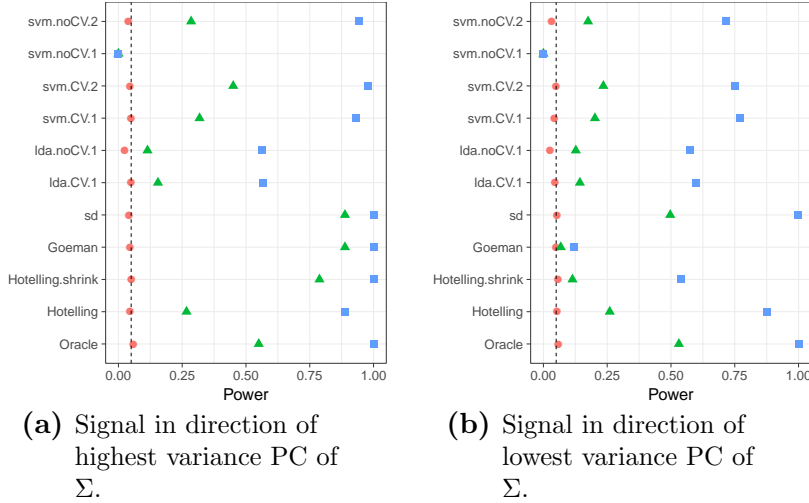 svm.noCV.2
svm.noCV.1
svm.CV.2
svm.CV.1
lda.noCV.1
lda.CV.1
sd
Goeman
Hotelling.shrink
Hotelling
Oracle
0.00 0.25 0.50 0.75 1.00
Power
(a) Signal in direction of
highest variance PC of
Σ.
svm.noCV.2
svm.noCV.1
svm.CV.2
svm.CV.1
lda.noCV.1
lda.CV.1
sd
Goeman
Hotelling.shrink
Hotelling
Oracle
0.00 0.25 0.50 0.75 1.00
Power
(b) Signal in direction of
lowest variance PC of
Σ.